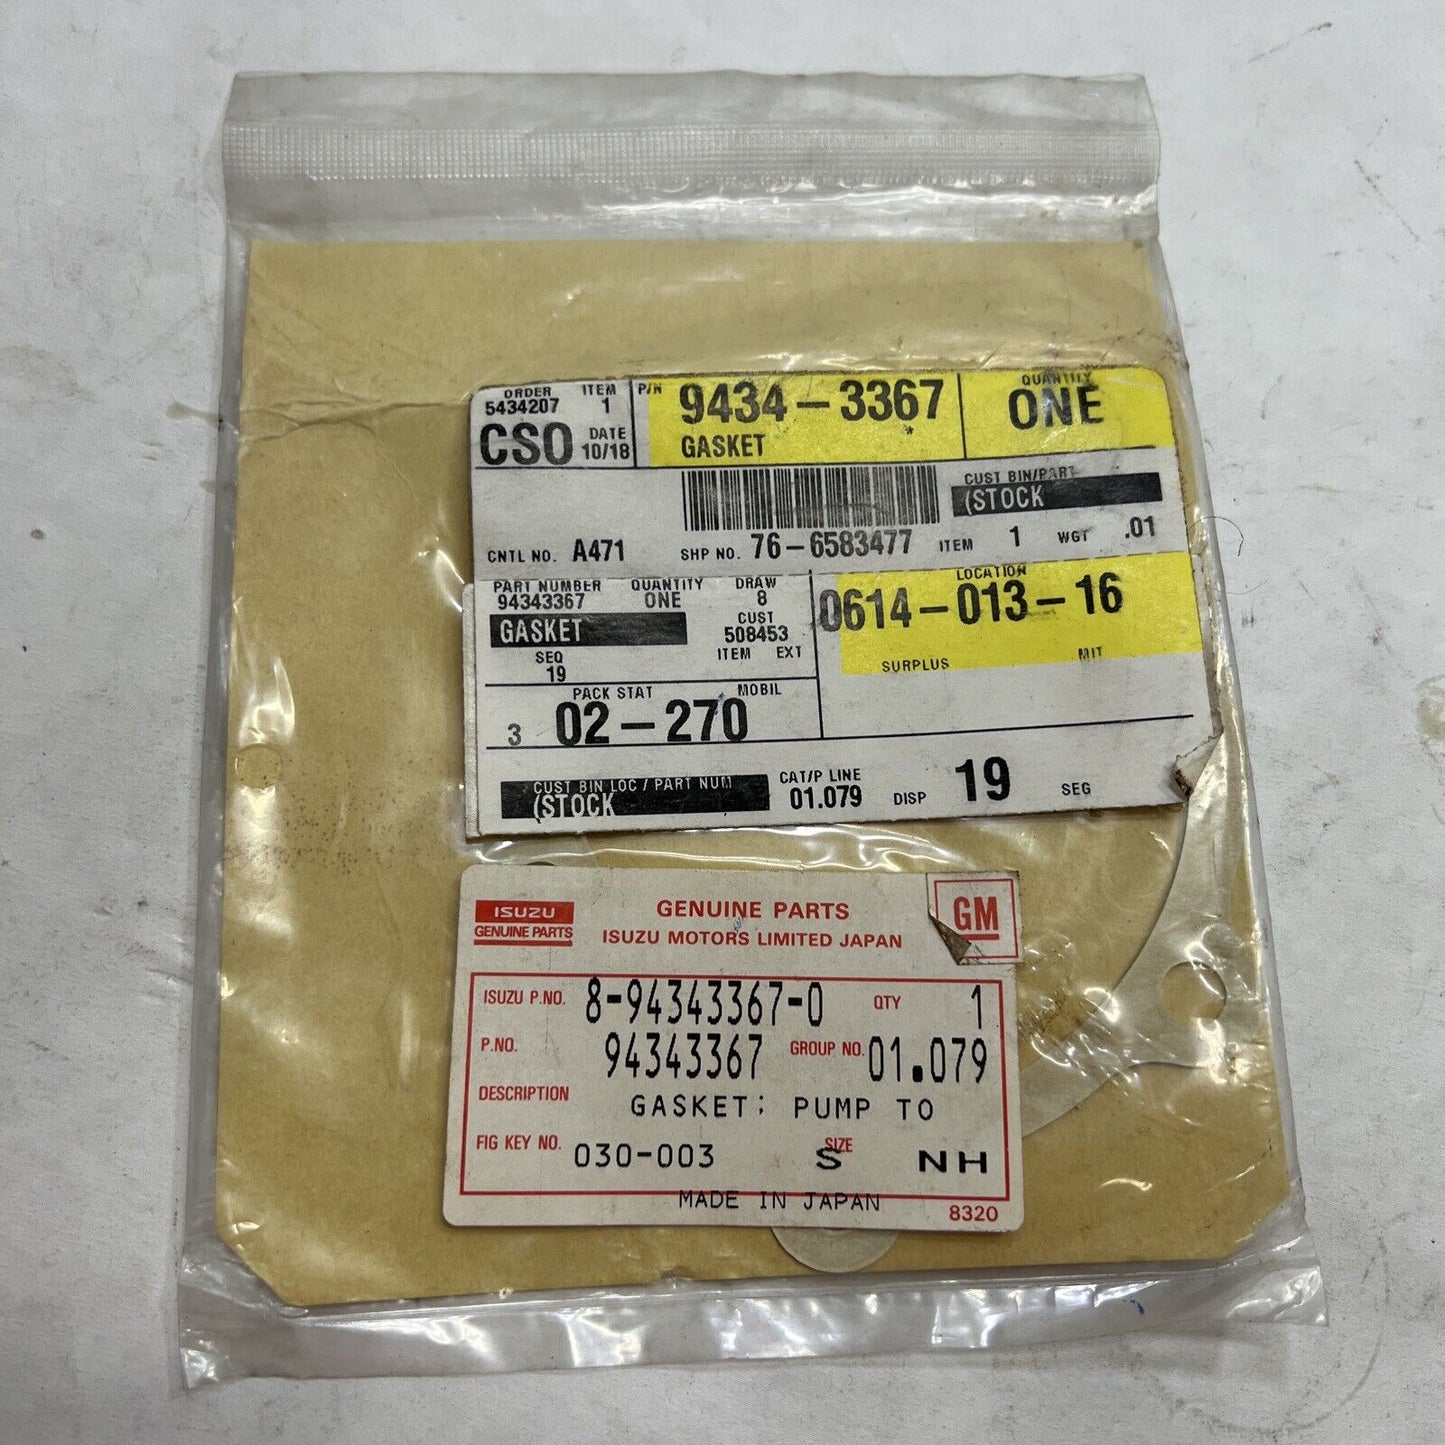 ORDER ITEM P/N 9434-3367 QUANTITY
5434207 1 ONE
CSO DATE 10/18 GASKET *
CUST BIN/PART
(STOCK
CNTL NO. A471 SHP NO. 76-6583477 ITEM 1 WGT .01
PART NUMBER QUANTITY DRAW LOCATION
94343367 ONE 8 0614-013-16
GASKET CUST
508453
SEQ ITEM EXT SURPLUS MIT
19
PACK STAT MOBIL
3 02-270
CUST BIN LOC / PART NUM CAT/P LINE
(STOCK 01.079 DISP 19 SEG
ISUZU GENUINE PARTS GM
GENUINE PARTS ISUZU MOTORS LIMITED JAPAN
ISUZU P.NO. 8-94343367-0 QTY 1
P.NO. 94343367 GROUP NO. 01.079
DESCRIPTION GASKET; PUMP TO
FIG KEY NO. 030-003 SIZE S NH
MADE IN JAPAN
8320